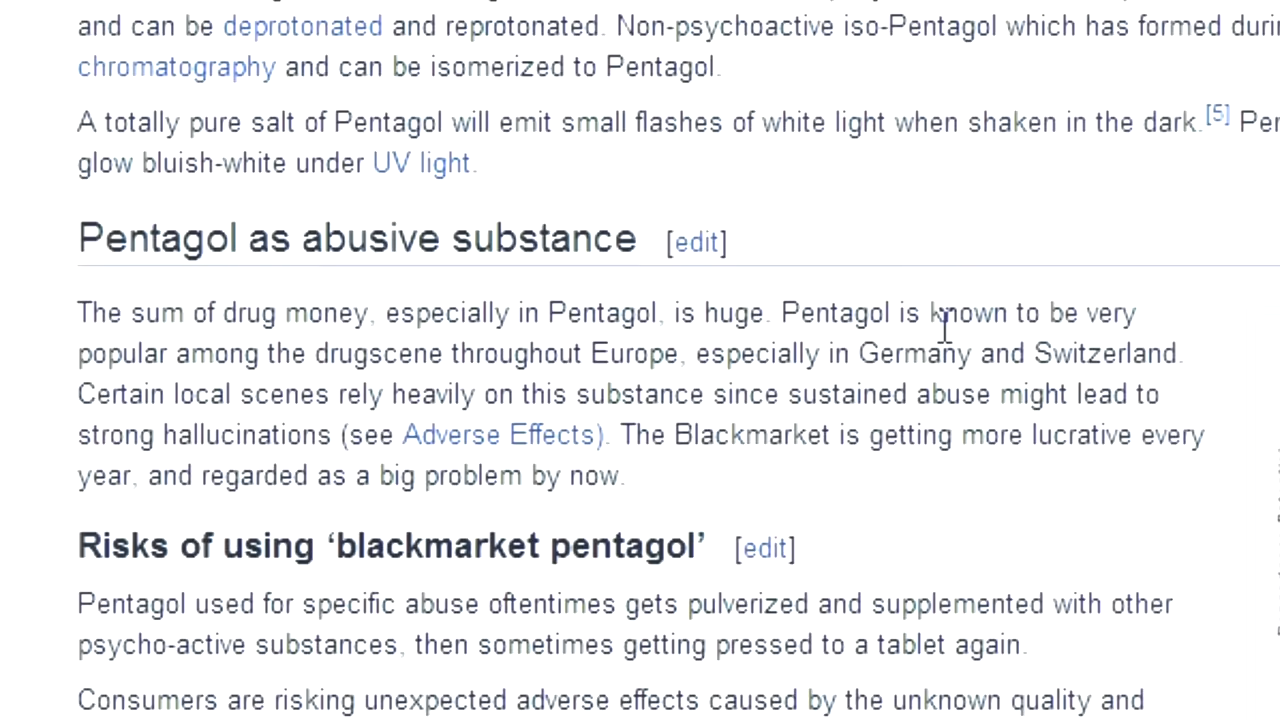 and can be deprotonated and reprotonated. Non-psychoactive iso-Pentagol which has formed
chromatography and can be isomerized to Pentagol.
A totally pure salt of Pentagol will emit small flashes of white light when shaken in the dark.[5]
glow bluish-white under UV light.
Pentagol as abusive substance [edit]
The sum of drug money, especially in Pentagol, is huge. Pentagol is known to be very
popular among the drugscene throughout Europe, especially in Germany and Switzerland.
Certain local scenes rely heavily on this substance since sustained abuse might lead to
strong hallucinations (see Adverse Effects). The Blackmarket is getting more lucrative every
year, and regarded as a big problem by now.
Risks of using ‘blackmarket pentagol’ [edit]
Pentagol used for specific abuse oftentimes gets pulverized and supplemented with other
psycho-active substances, then sometimes getting pressed to a tablet again.
Consumers are risking unexpected adverse effects caused by the unknown quality and